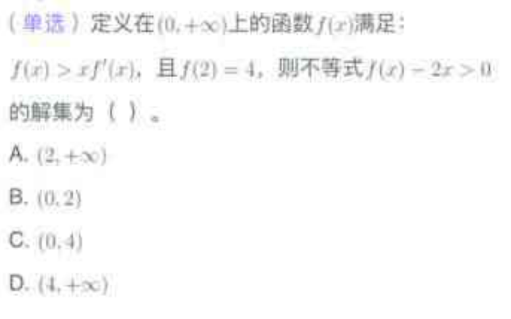 （单选）定义在(0,+∞)上的函数f(x)满足：
f(x) > xf′(x)，且f(2) = 4，则不等式f(x) − 2x > 0
的解集为（ ）。
A. (2,+∞)
B. (0,2)
C. (0,4)
D. (4,+∞)